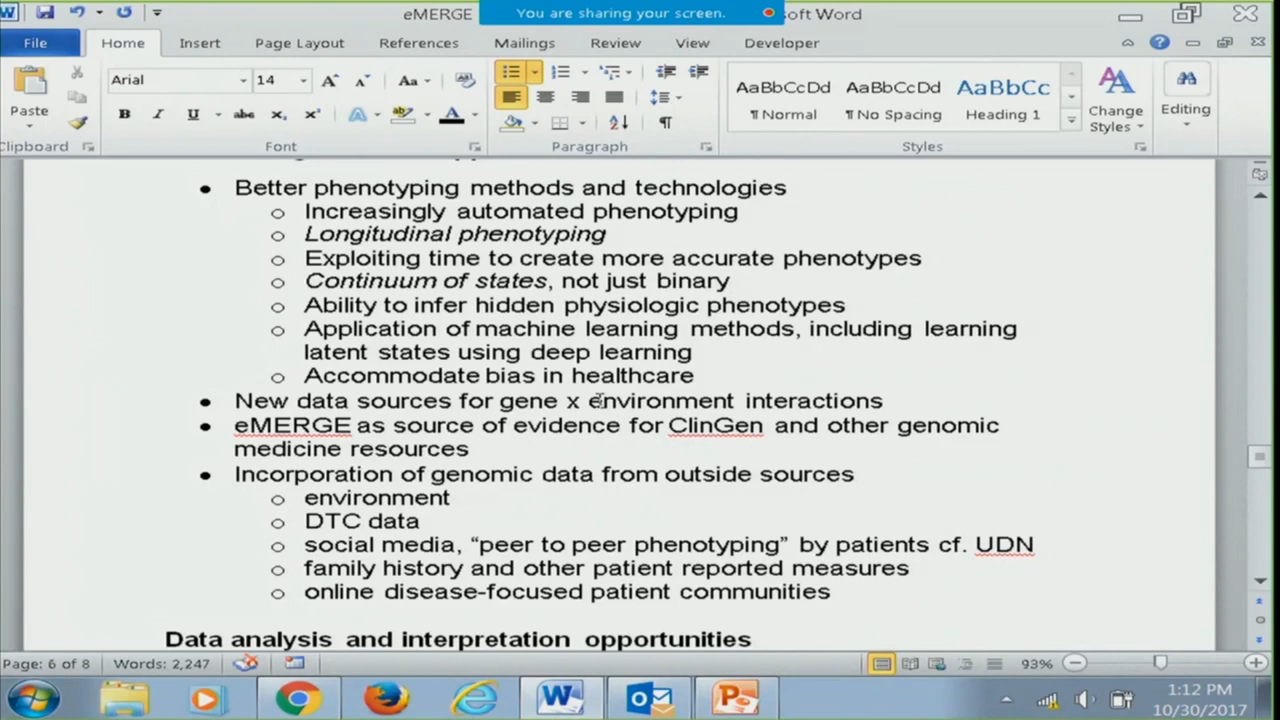 eMERGE
You are sharing your screen.
soft Word
File Home Insert Page Layout References Mailings Review View Developer
Paste
Arial 14
B I U abc x₂ x² Aa A
AaBbCcDd AaBbCcDd AaBbCc
¶ Normal ¶ No Spacing Heading 1
Change Styles
Editing
Clipboard Font Paragraph Styles
• Better phenotyping methods and technologies
o Increasingly automated phenotyping
o Longitudinal phenotyping
o Exploiting time to create more accurate phenotypes
o Continuum of states, not just binary
o Ability to infer hidden physiologic phenotypes
o Application of machine learning methods, including learning
latent states using deep learning
o Accommodate bias in healthcare
• New data sources for gene x environment interactions
• eMERGE as source of evidence for ClinGen and other genomic
medicine resources
• Incorporation of genomic data from outside sources
o environment
o DTC data
o social media, “peer to peer phenotyping” by patients cf. UDN
o family history and other patient reported measures
o online disease-focused patient communities
Data analysis and interpretation opportunities
Page: 6 of 8 Words: 2,247 93%
1:12 PM
10/30/2017